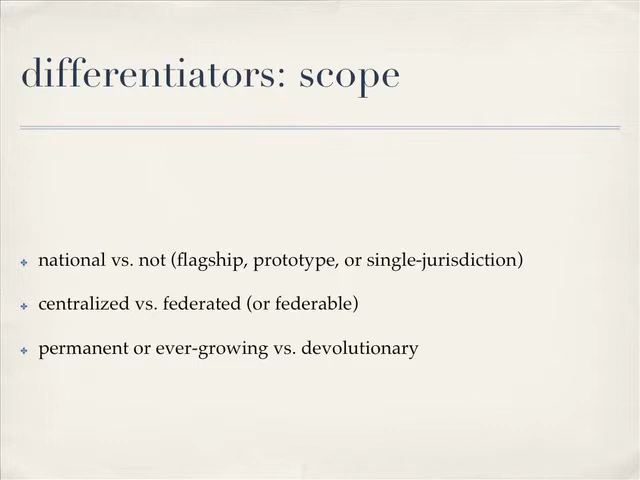 differentiators: scope
national vs. not (flagship, prototype, or single-jurisdiction)
centralized vs. federated (or federable)
permanent or ever-growing vs. devolutionary